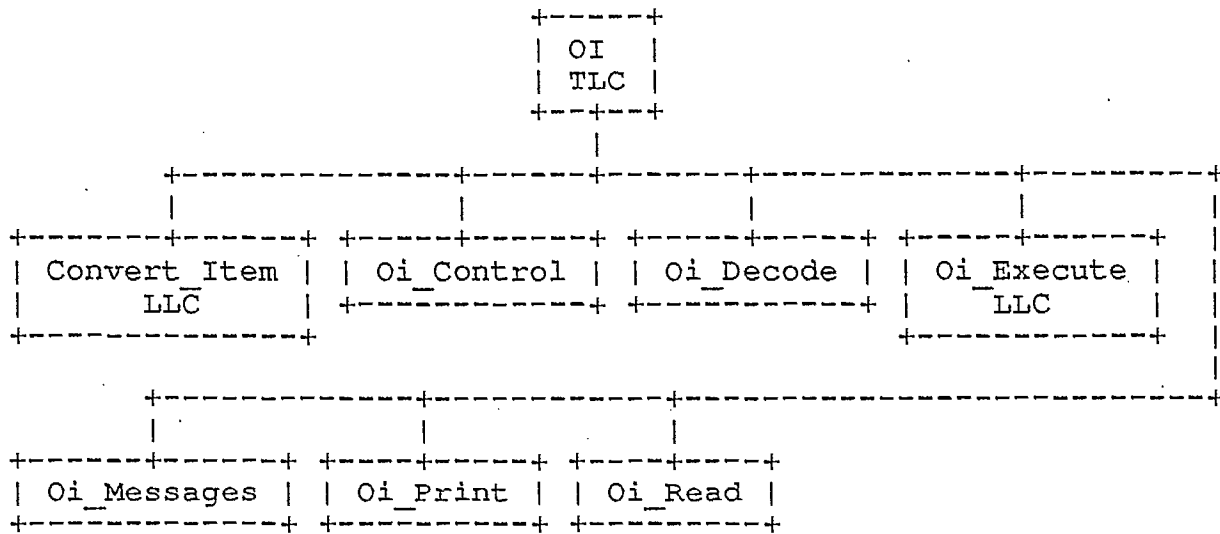 OI
TLC
Convert_Item Oi_Control Oi_Decode Oi_Execute
LLC LLC
Oi_Messages Oi_Print Oi_Read